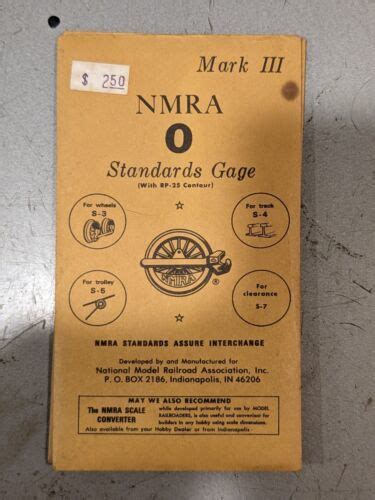 $ 2.50
Mark III
NMRA
O
Standards Gage
(With RP-25 Contour)
For wheels
S-3
For track
S-4
For trolley
S-5
For clearance
S-7
NMRA
®
NMRA STANDARDS ASSURE INTERCHANGE
Developed by and Manufactured for
National Model Railroad Association, Inc.
P. O. BOX 2186, Indianapolis, IN 46206
MAY WE ALSO RECOMMEND
The NMRA SCALE CONVERTER
while developed primarily for use by MODEL
RAILROADERS, is also useful and convenient for
builders in any hobby using scale dimensions.
Also available from your Hobby Dealer or from Indianapolis